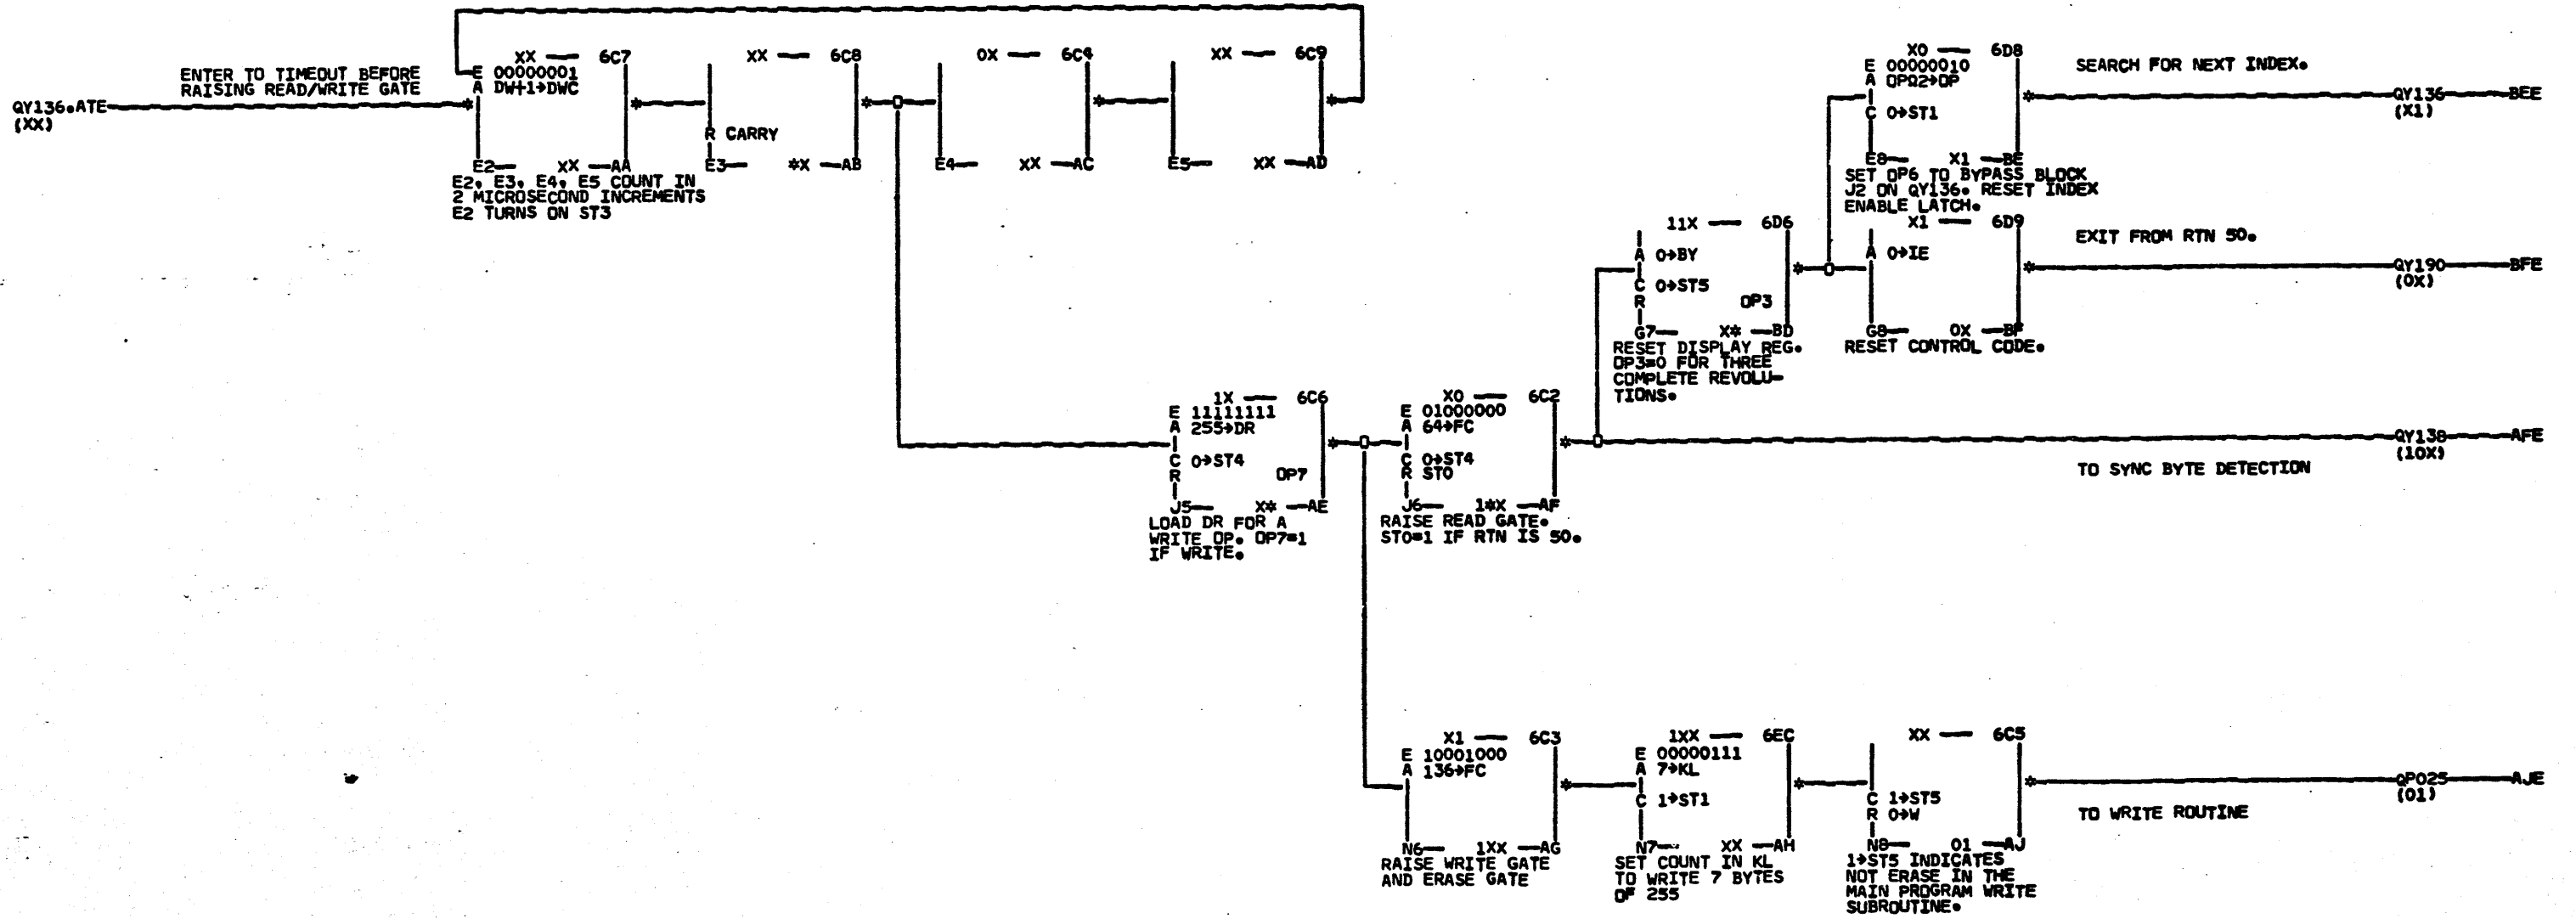 ENTER TO TIMEOUT BEFORE
RAISING READ/WRITE GATE
QY136.ATE
(XX)
XX — 6C7
E 00000001
A DW+1→DWC
E2— XX —AA
E2, E3, E4, E5 COUNT IN
2 MICROSECOND INCREMENTS
E2 TURNS ON ST3
XX — 6C8
R CARRY
E3— *X —AB
0X — 6C4
E4— XX —AC
XX — 6C9
E5— XX —AD
X0 — 6D8
E 00000010
A OPΩ2→OP
C 0→ST1
E8— X1 —BE
SET OP6 TO BYPASS BLOCK
J2 ON QY136. RESET INDEX
ENABLE LATCH.
SEARCH FOR NEXT INDEX.
QY136 BEE
(X1)
11X — 6D6
A 0→BY
C 0→ST5
R OP3
G7— X* —BD
RESET DISPLAY REG.
OP3=0 FOR THREE
COMPLETE REVOLU-
TIONS.
X1 — 6D9
A 0→IE
G8— 0X —BF
RESET CONTROL CODE.
EXIT FROM RTN 50.
QY190 BFE
(0X)
1X — 6C6
E 11111111
A 255→DR
C 0→ST4
R OP7
J5— X* —AE
LOAD DR FOR A
WRITE OP. OP7=1
IF WRITE.
X0 — 6C2
E 01000000
A 64→FC
C 0→ST4
R ST0
J6— 1*X —AF
RAISE READ GATE.
ST0=1 IF RTN IS 50.
QY138 AFE
(10X)
TO SYNC BYTE DETECTION
X1 — 6C3
E 10001000
A 136→FC
N6— 1XX —AG
RAISE WRITE GATE
AND ERASE GATE
1XX — 6EC
E 00000111
A 7→KL
C 1→ST1
N7— XX —AH
SET COUNT IN KL
TO WRITE 7 BYTES
OF 255
XX — 6C5
C 1→ST5
R 0→W
N8— 01 —AJ
1→ST5 INDICATES
NOT ERASE IN THE
MAIN PROGRAM WRITE
SUBROUTINE.
QP025 AJE
(01)
TO WRITE ROUTINE